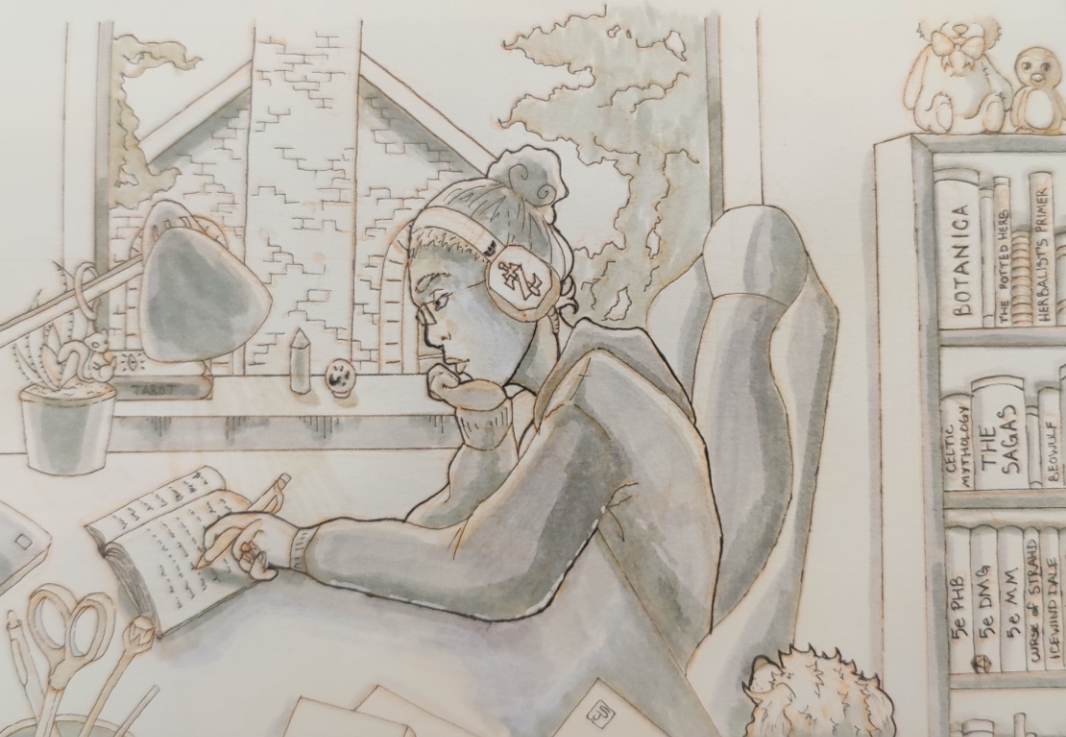 TAROT
BOTANICA
THE POTTED HERB
HERBALIST'S PRIMER
CELTIC
MYTHOLOGY
THE
SAGAS
BEOWULF
5e PHB
5e DMG
5e MM
CURSE of STRAHD
ICEWIND DALE